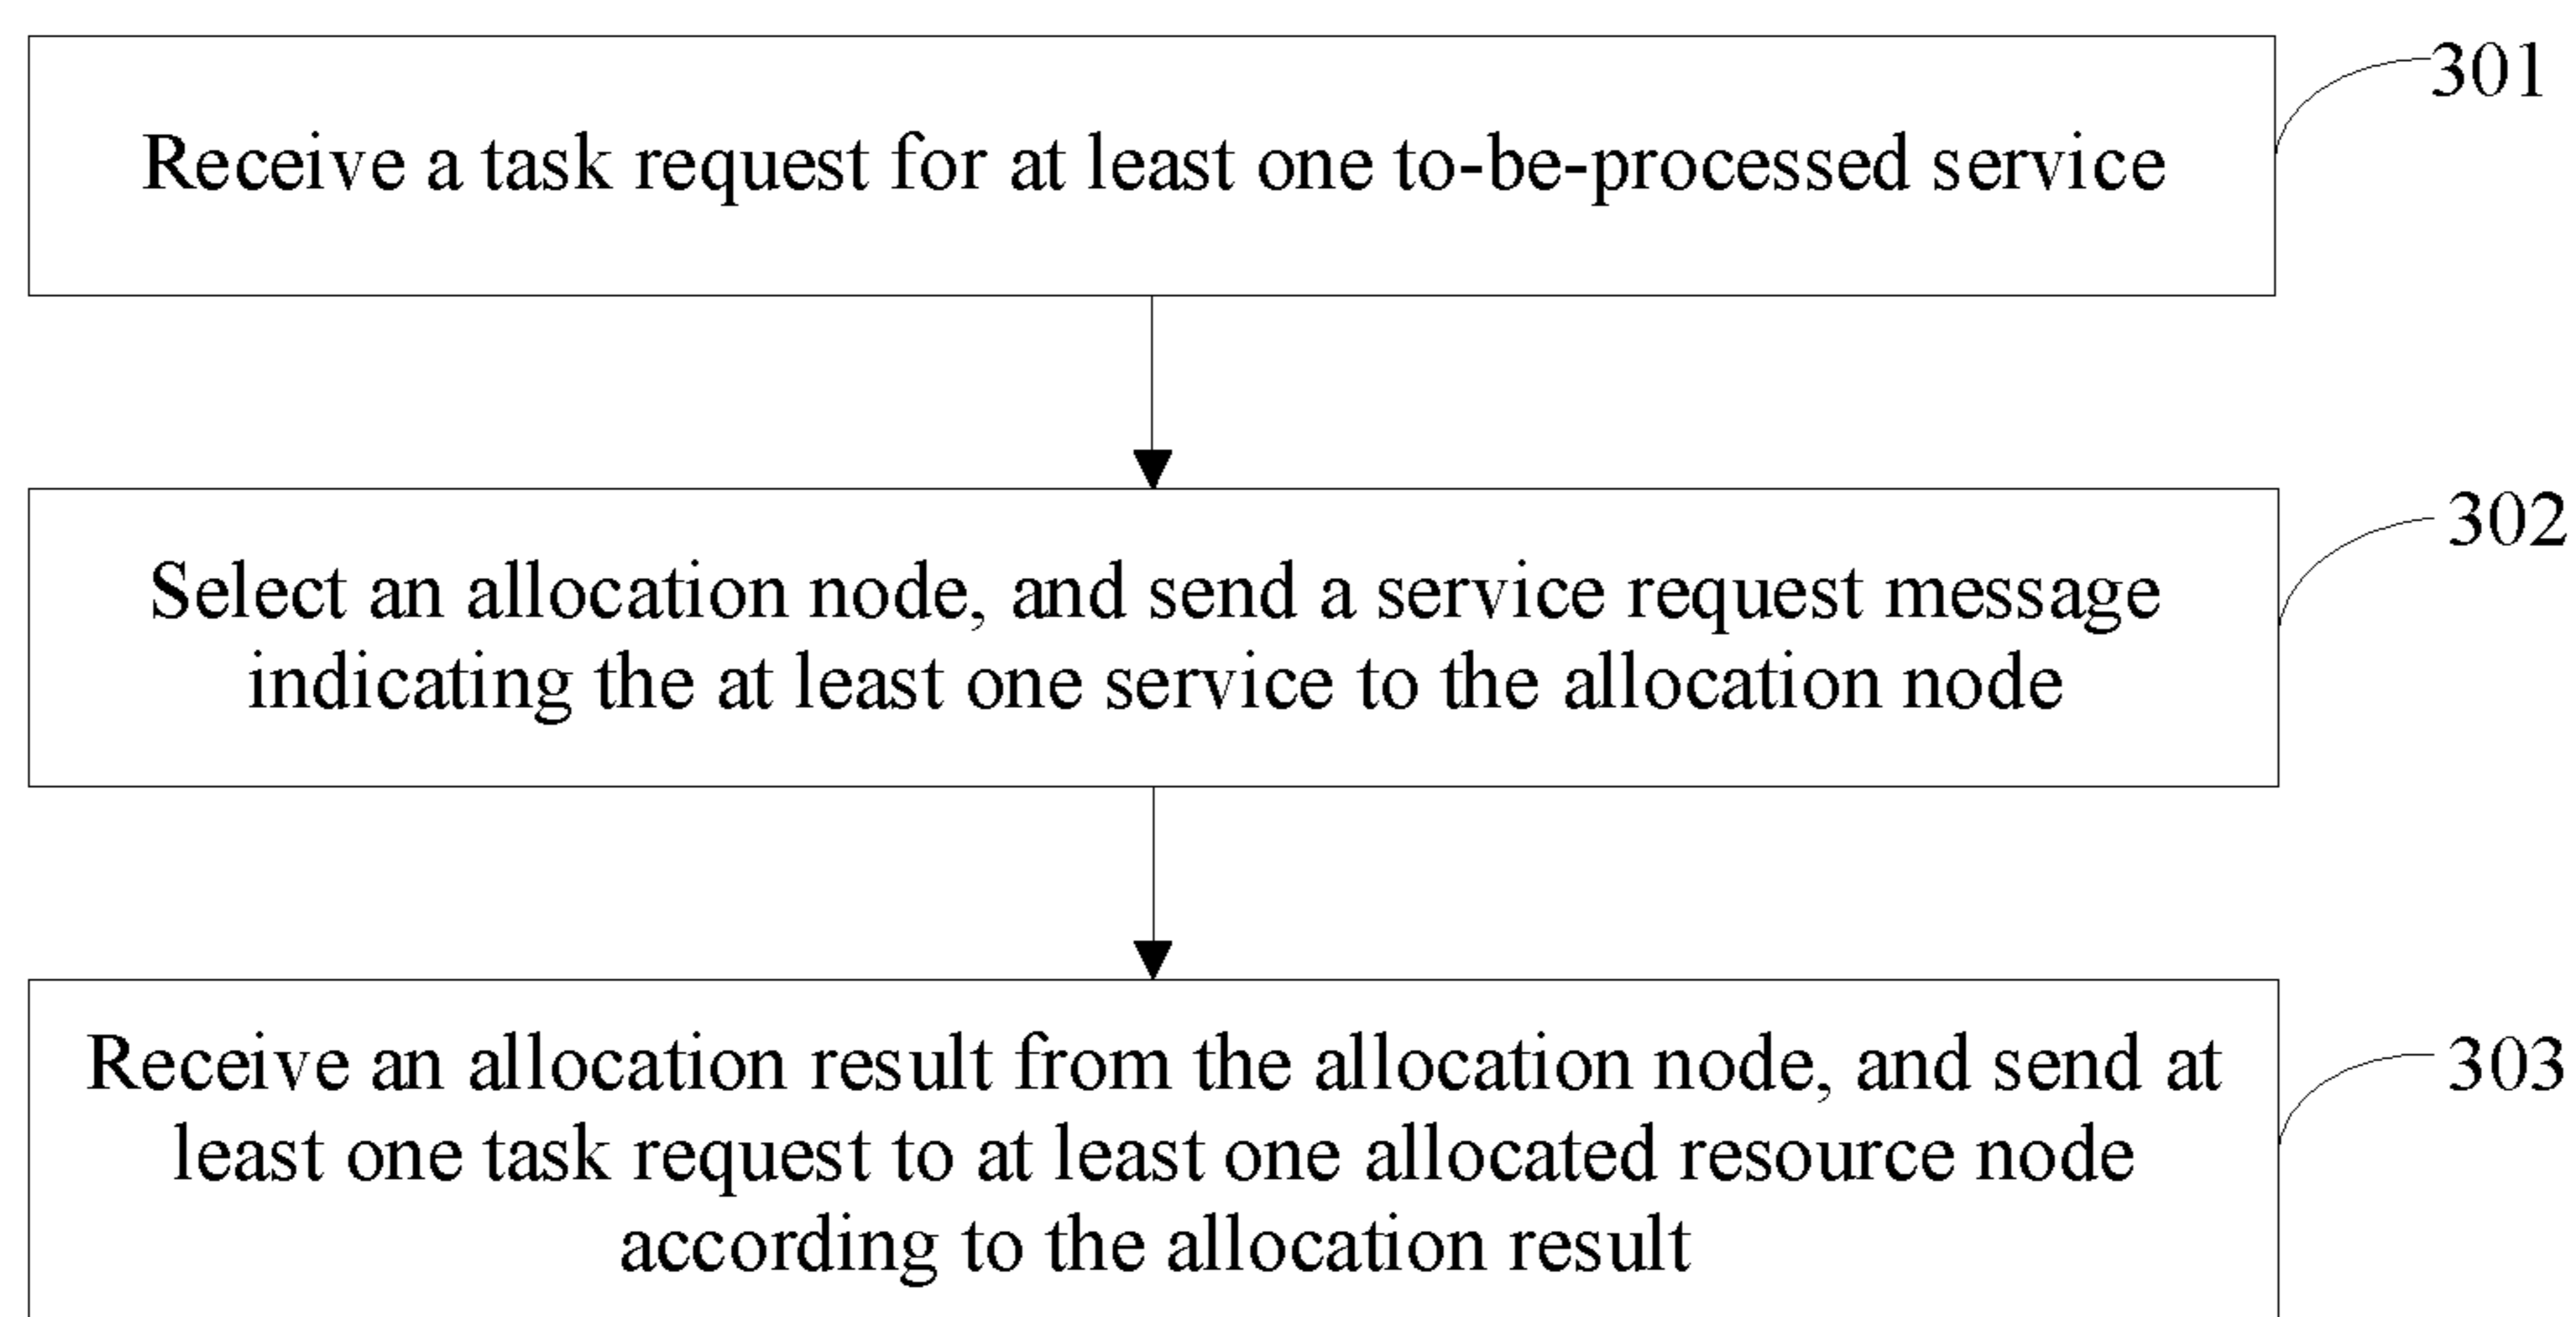 301
Receive a task request for at least one to-be-processed service
302
Select an allocation node, and send a service request message
indicating the at least one service to the allocation node
303
Receive an allocation result from the allocation node, and send at
least one task request to at least one allocated resource node
according to the allocation result